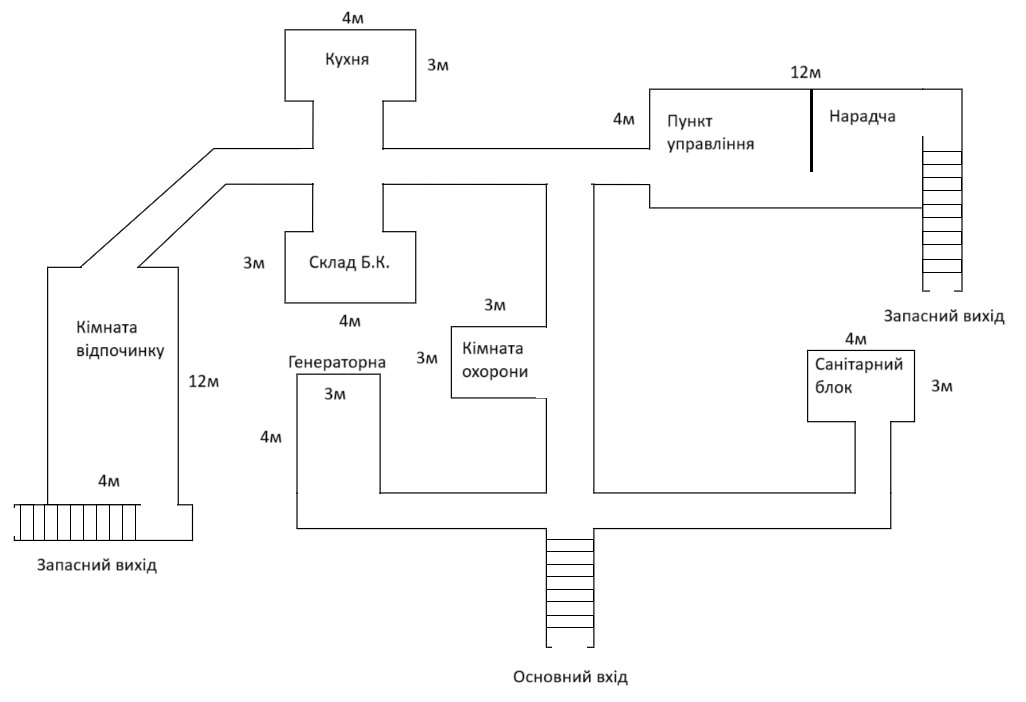 4м
Кухня
3м
12м
4м
Пункт
управління
Нарадча
3м
Склад Б.К.
4м
3м
Кімната
охорони
3м
Запасний вихід
Кімната
відпочинку
12м
4м
Запасний вихід
Генераторна
3м
4м
4м
Санітарний
блок
3м
Основний вхід